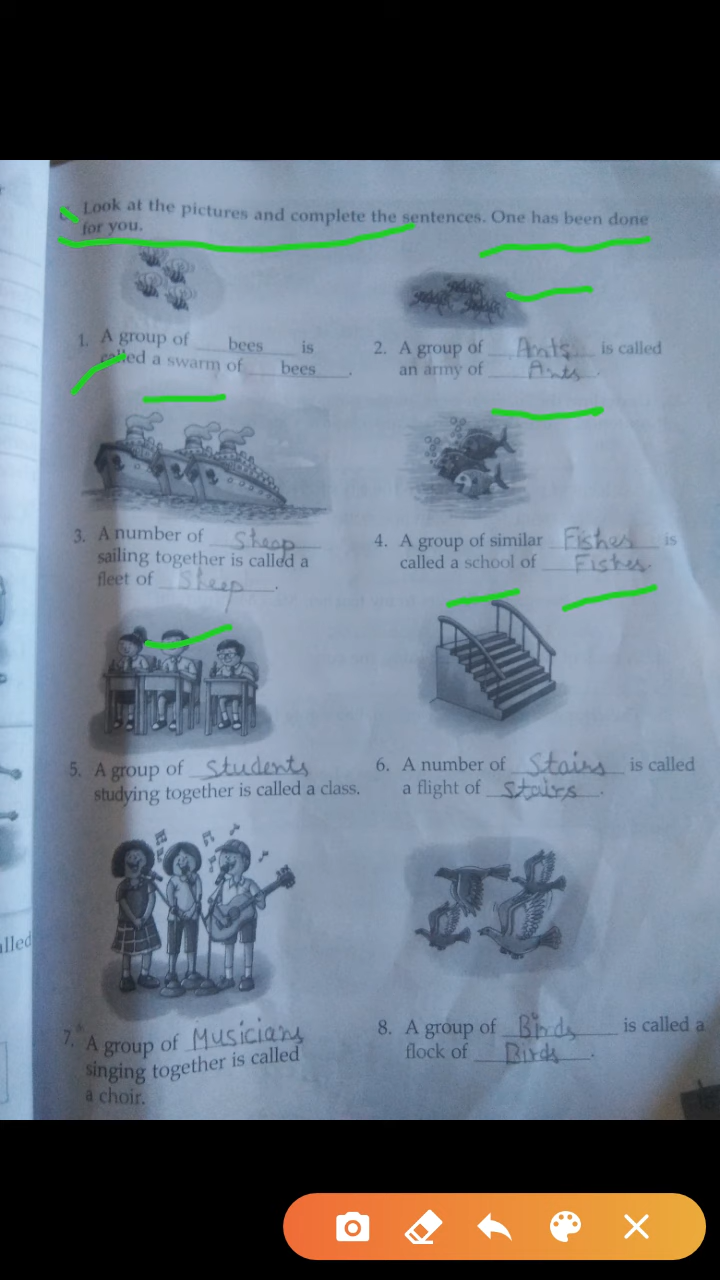 Look at the pictures and complete the sentences. One has been done
for you.
1. A group of bees is
called a swarm of bees.
2. A group of Ants is called
an army of Ants.
3. A number of Sheep
sailing together is called a
fleet of Sheep.
4. A group of similar Fishes is
called a school of Fishes.
5. A group of Students
studying together is called a class.
6. A number of Stairs is called
a flight of Stairs.
7. A group of Musicians
singing together is called
a choir.
8. A group of Birds is called a
flock of Birds.